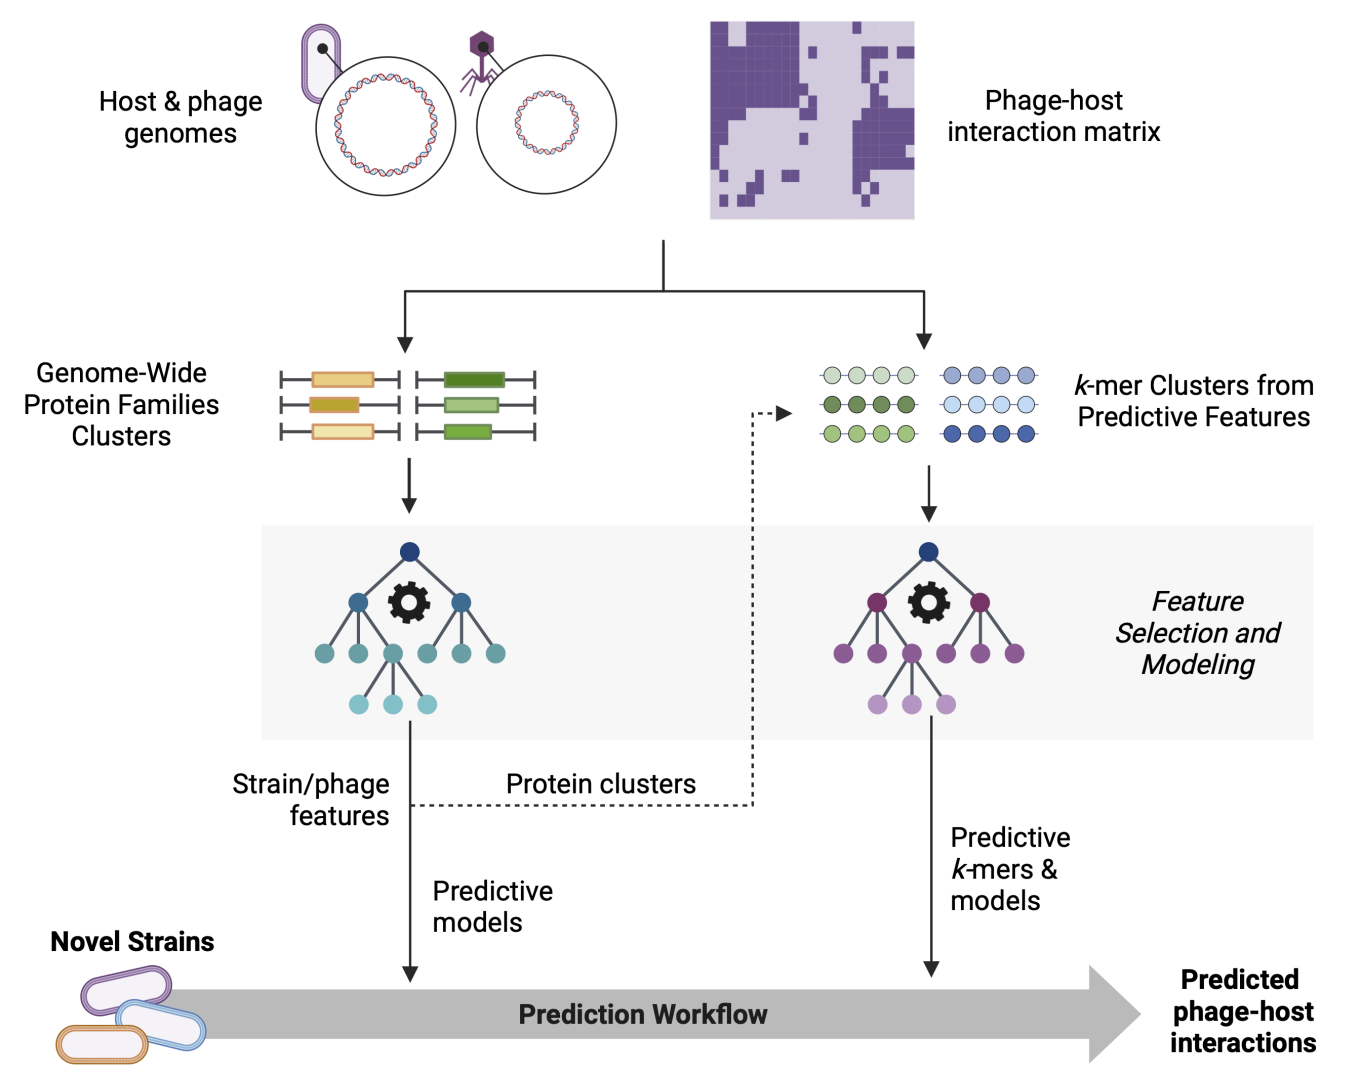 Host & phage
genomes
Phage-host
interaction matrix
Genome-Wide
Protein Families
Clusters
k-mer Clusters from
Predictive Features
Feature
Selection and
Modeling
Strain/phage
features
Protein clusters
Predictive
k-mers &
models
Predictive
models
Novel Strains
Prediction Workflow
Predicted
phage-host
interactions